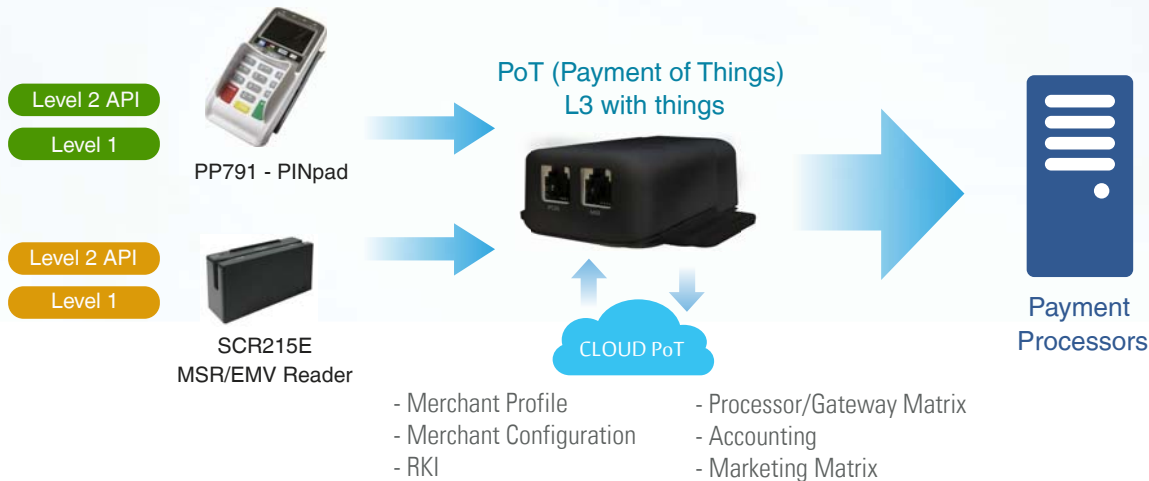 Level 2 API
Level 1
PP791 - PINpad
Level 2 API
Level 1
SCR215E
MSR/EMV Reader
PoT (Payment of Things)
L3 with things
CLOUD PoT
- Merchant Profile
- Merchant Configuration
- RKI
- Processor/Gateway Matrix
- Accounting
- Marketing Matrix
Payment
Processors